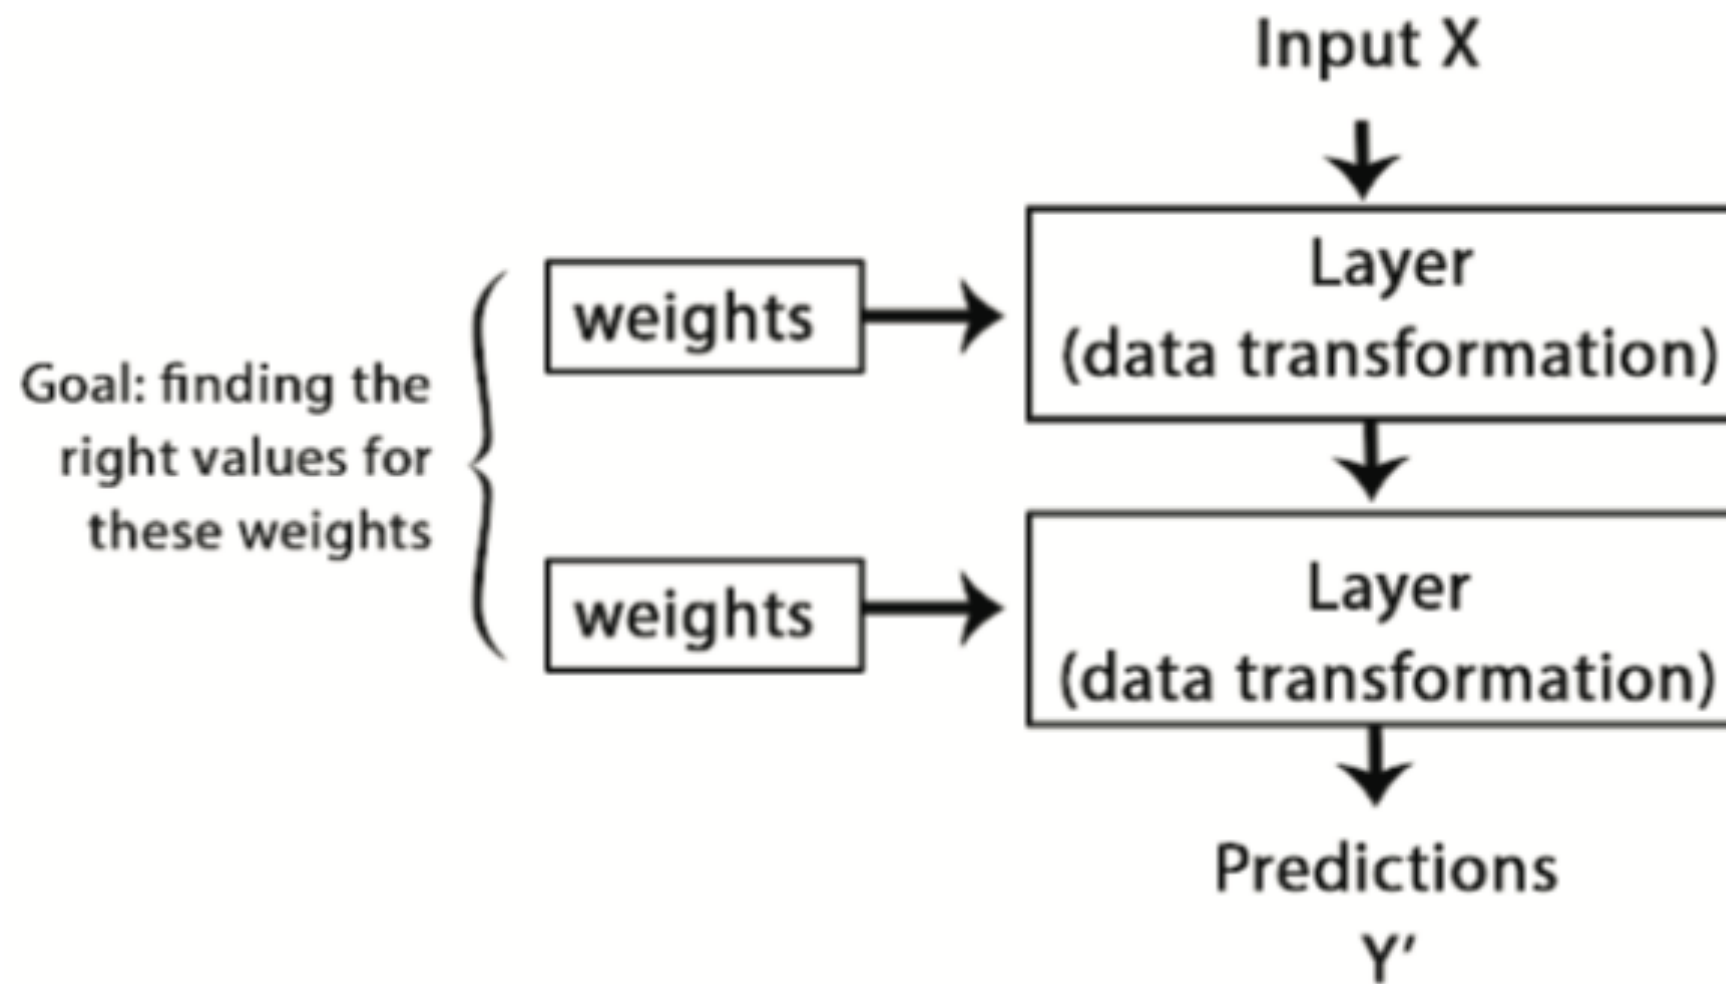 Input X
Layer
(data transformation)
weights
Goal: finding the
right values for
these weights
weights
Layer
(data transformation)
Predictions
Y'